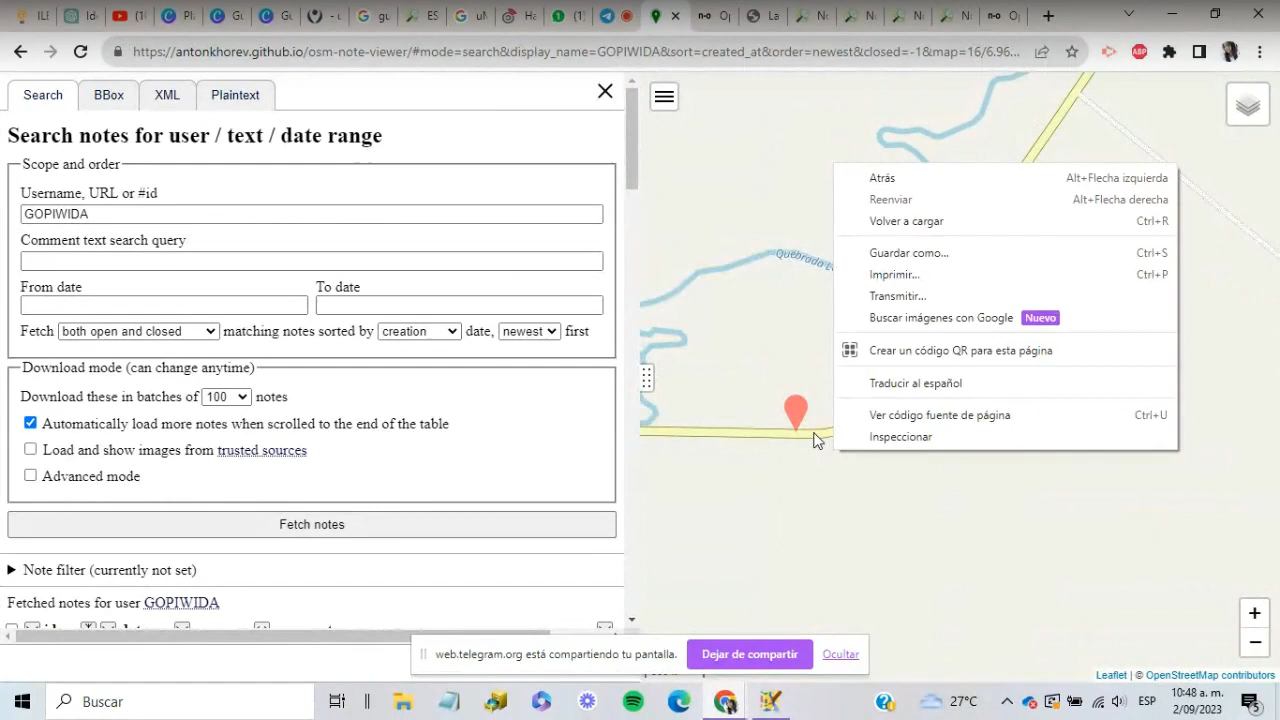 https://antonkhorev.github.io/osm-note-viewer/#mode=search&display_name=GOPIWIDA&sort=created_at&order=newest&closed=-1&map=16/6.96...
Search
BBox
XML
Plaintext
Search notes for user / text / date range
Scope and order
Username, URL or #id
GOPIWIDA
Comment text search query
From date
To date
Fetch both open and closed matching notes sorted by creation date, newest first
Download mode (can change anytime)
Download these in batches of 100 notes
Automatically load more notes when scrolled to the end of the table
Load and show images from trusted sources
Advanced mode
Fetch notes
Note filter (currently not set)
Fetched notes for user GOPIWIDA
Quebrada
Atrás Alt+Flecha izquierda
Reenviar Alt+Flecha derecha
Volver a cargar Ctrl+R
Guardar como... Ctrl+S
Imprimir... Ctrl+P
Transmitir...
Buscar imágenes con Google Nuevo
Crear un código QR para esta página
Traducir al español
Ver código fuente de página Ctrl+U
Inspeccionar
+
−
Leaflet | © OpenStreetMap contributors
web.telegram.org está compartiendo tu pantalla. Dejar de compartir Ocultar
Buscar
27°C
ESP
10:48 a. m.
2/09/2023
5